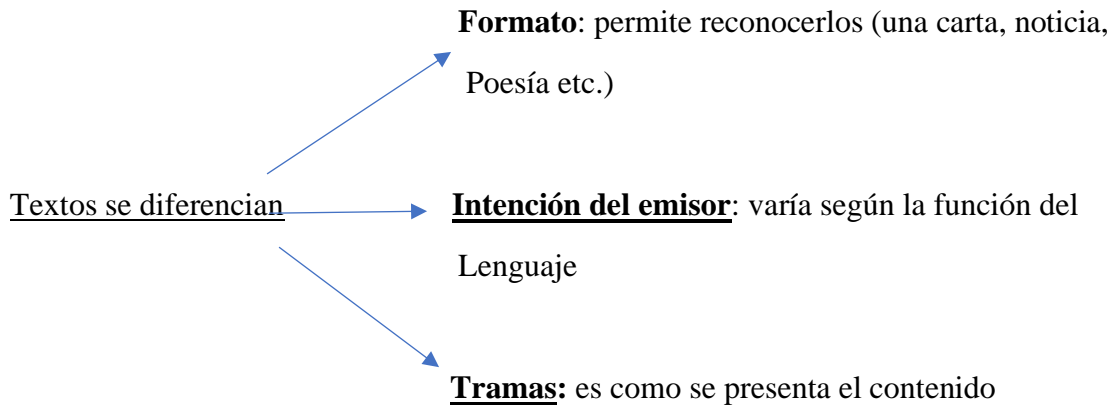 Formato: permite reconocerlos (una carta, noticia,
Poesía etc.)
Textos se diferencian
Intención del emisor: varía según la función del
Lenguaje
Tramas: es como se presenta el contenido